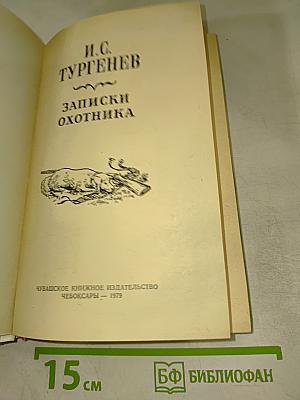 И.С.
ТУРГЕНЕВ
ЗАПИСКИ
ОХОТНИКА
ЧУВАШСКОЕ КНИЖНОЕ ИЗДАТЕЛЬСТВО
ЧЕБОКСАРЫ — 1979
15 см
БФ БИБЛИОФАН